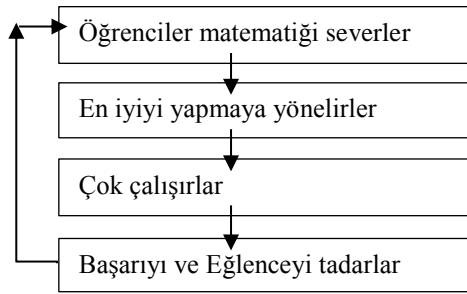 Öğrenciler matematiği severler
En iyiyi yapmaya yönelirler
Çok çalışırlar
Başarıyı ve Eğlenceyi tadarlar